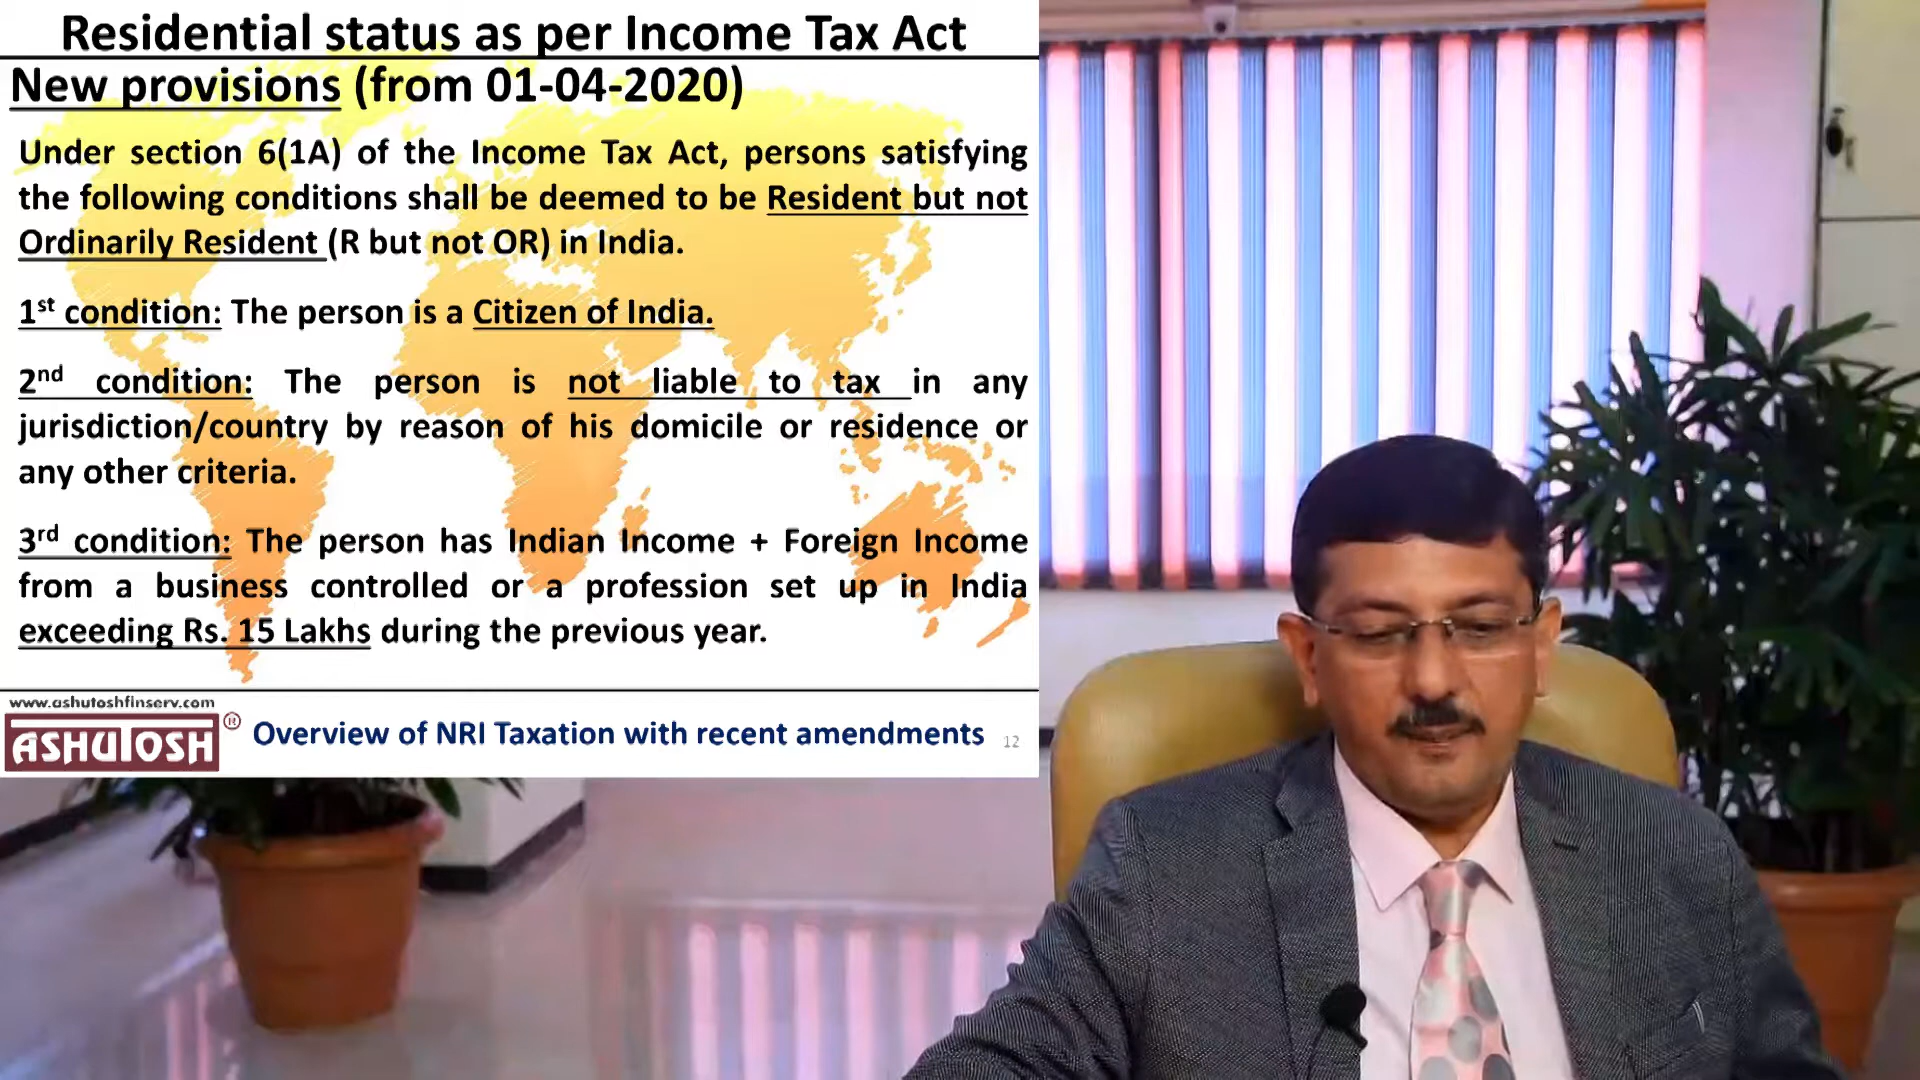 Residential status as per Income Tax Act
New provisions (from 01-04-2020)
Under section 6(1A) of the Income Tax Act, persons satisfying
the following conditions shall be deemed to be Resident but not
Ordinarily Resident (R but not OR) in India.
1st condition: The person is a Citizen of India.
2nd condition: The person is not liable to tax in any
jurisdiction/country by reason of his domicile or residence or
any other criteria.
3rd condition: The person has Indian Income + Foreign Income
from a business controlled or a profession set up in India
exceeding Rs. 15 Lakhs during the previous year.
www.ashutoshfinserv.com
ASHUTOSH®
Overview of NRI Taxation with recent amendments 12